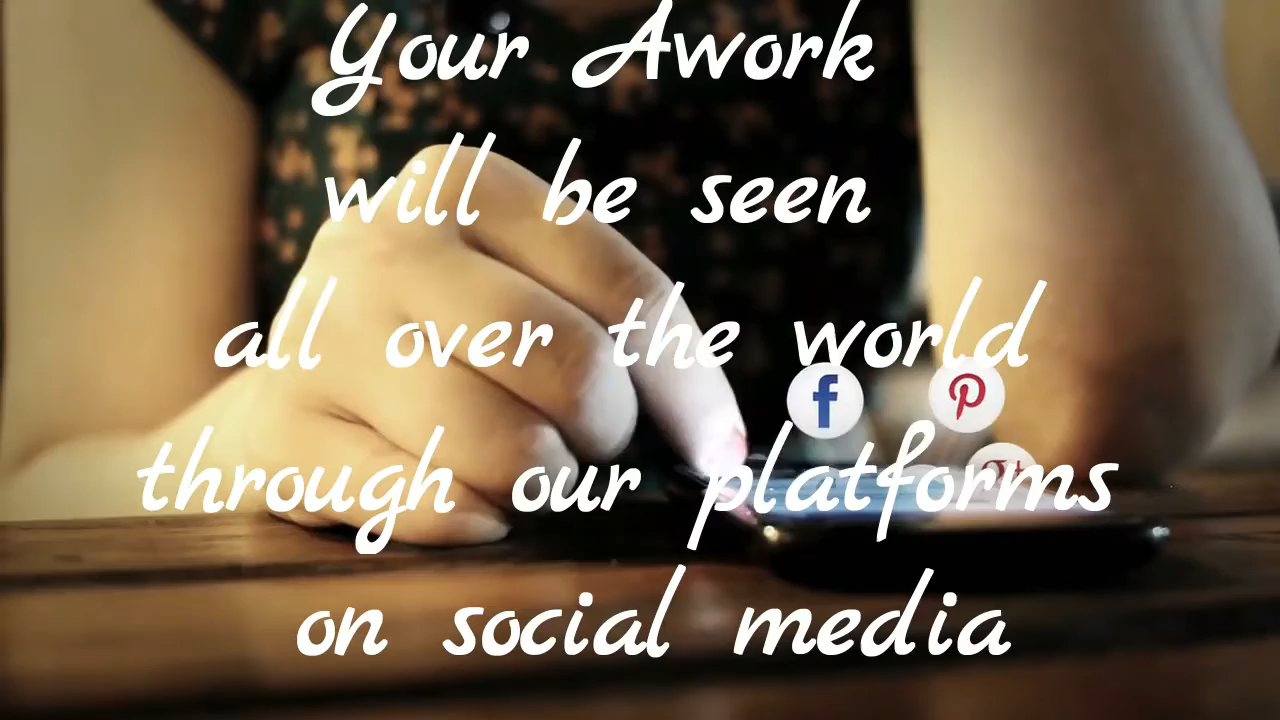 Your Awork
will be seen
all over the world
f
through our platforms
on social media